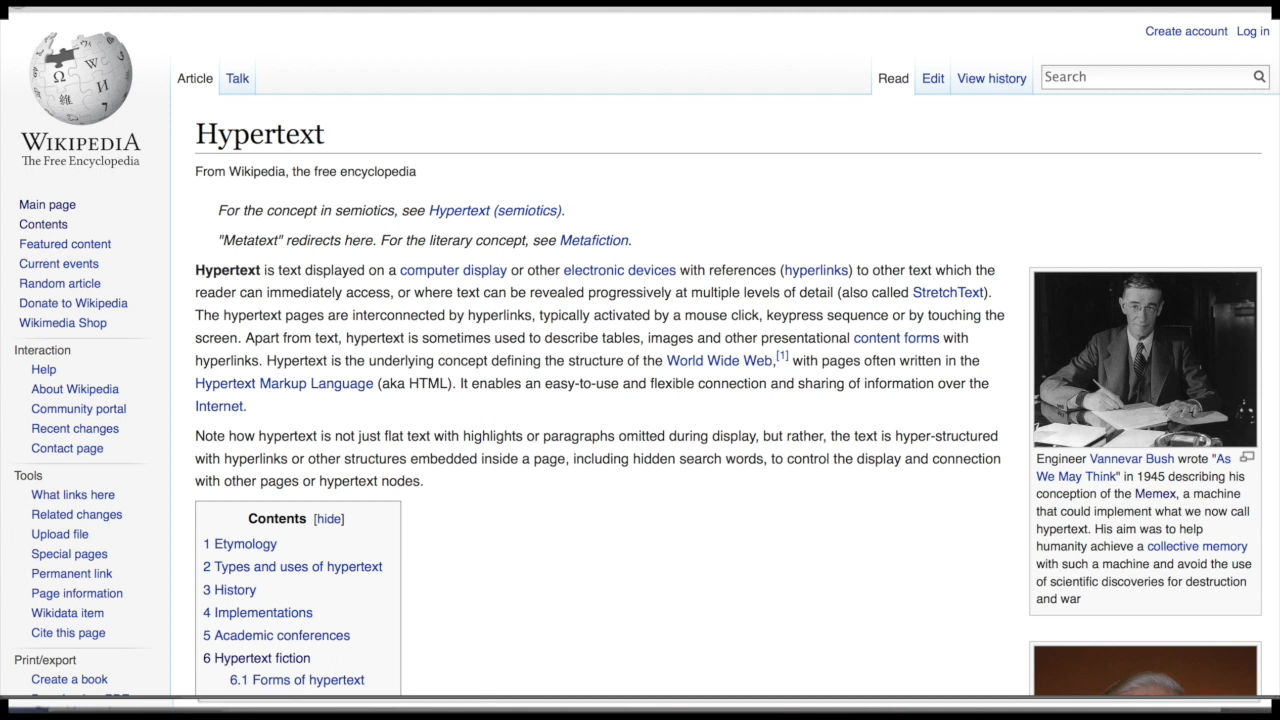 Create account Log in
Article Talk Read Edit View history Search
WIKIPEDIA
The Free Encyclopedia
Main page
Contents
Featured content
Current events
Random article
Donate to Wikipedia
Wikimedia Shop
Interaction
Help
About Wikipedia
Community portal
Recent changes
Contact page
Tools
What links here
Related changes
Upload file
Special pages
Permanent link
Page information
Wikidata item
Cite this page
Print/export
Create a book
Hypertext
From Wikipedia, the free encyclopedia
For the concept in semiotics, see Hypertext (semiotics).
"Metatext" redirects here. For the literary concept, see Metafiction.
Hypertext is text displayed on a computer display or other electronic devices with references (hyperlinks) to other text which the
reader can immediately access, or where text can be revealed progressively at multiple levels of detail (also called StretchText).
The hypertext pages are interconnected by hyperlinks, typically activated by a mouse click, keypress sequence or by touching the
screen. Apart from text, hypertext is sometimes used to describe tables, images and other presentational content forms with
hyperlinks. Hypertext is the underlying concept defining the structure of the World Wide Web,[1] with pages often written in the
Hypertext Markup Language (aka HTML). It enables an easy-to-use and flexible connection and sharing of information over the
Internet.
Note how hypertext is not just flat text with highlights or paragraphs omitted during display, but rather, the text is hyper-structured
with hyperlinks or other structures embedded inside a page, including hidden search words, to control the display and connection
with other pages or hypertext nodes.
Contents [hide]
1 Etymology
2 Types and uses of hypertext
3 History
4 Implementations
5 Academic conferences
6 Hypertext fiction
6.1 Forms of hypertext
Engineer Vannevar Bush wrote "As
We May Think" in 1945 describing his
conception of the Memex, a machine
that could implement what we now call
hypertext. His aim was to help
humanity achieve a collective memory
with such a machine and avoid the use
of scientific discoveries for destruction
and war